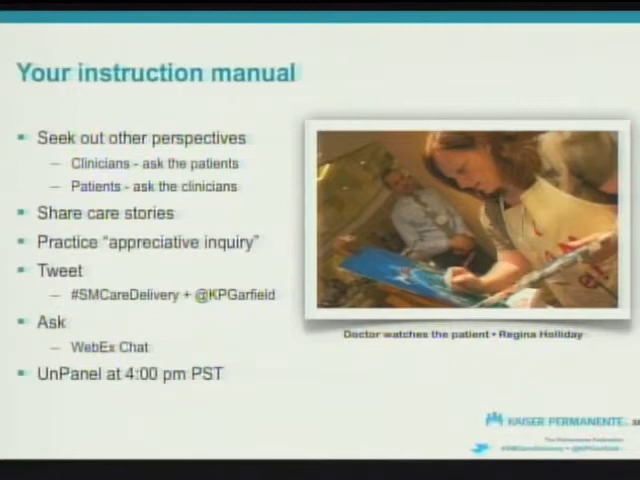 Your instruction manual
Seek out other perspectives
– Clinicians - ask the patients
– Patients - ask the clinicians
Share care stories
Practice “appreciative inquiry”
Tweet
– #SMCareDelivery + @KPGarfield
Ask
– WebEx Chat
UnPanel at 4:00 pm PST
Doctor watches the patient • Regina Holliday
KAISER PERMANENTE
#SMCareDelivery + @KPGarfield